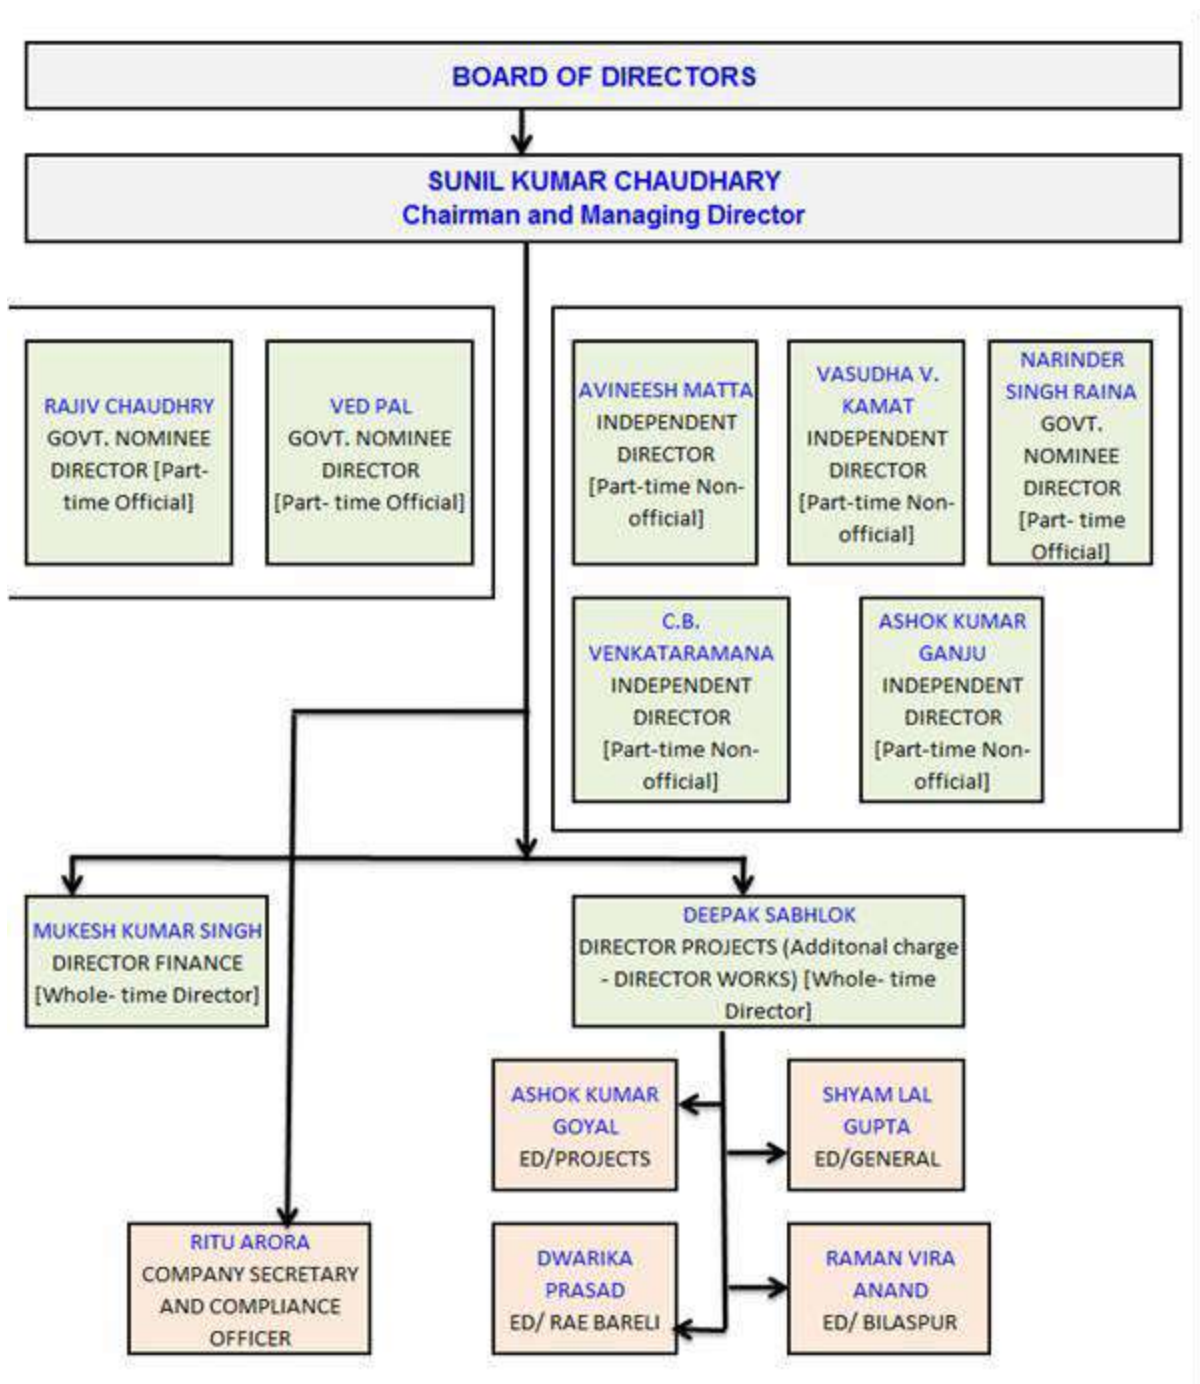 BOARD OF DIRECTORS
SUNIL KUMAR CHAUDHARY
Chairman and Managing Director
RAJIV CHAUDHRY
GOVT. NOMINEE
DIRECTOR [Part-
time Official]
VED PAL
GOVT. NOMINEE
DIRECTOR
[Part- time Official]
AVINEESH MATTA
INDEPENDENT
DIRECTOR
[Part-time Non-
official]
VASUDHA V.
KAMAT
INDEPENDENT
DIRECTOR
[Part-time Non-
official]
NARINDER
SINGH RAINA
GOVT.
NOMINEE
DIRECTOR
[Part- time
Official]
C.B.
VENKATARAMANA
INDEPENDENT
DIRECTOR
[Part-time Non-
official]
ASHOK KUMAR
GANJU
INDEPENDENT
DIRECTOR
[Part-time Non-
official]
MUKESH KUMAR SINGH
DIRECTOR FINANCE
[Whole- time Director]
DEEPAK SABHLOK
DIRECTOR PROJECTS (Additonal charge
- DIRECTOR WORKS) [Whole- time
Director]
ASHOK KUMAR
GOYAL
ED/PROJECTS
SHYAM LAL
GUPTA
ED/GENERAL
RITU ARORA
COMPANY SECRETARY
AND COMPLIANCE
OFFICER
DWARIKA
PRASAD
ED/ RAE BARELI
RAMAN VIRA
ANAND
ED/ BILASPUR